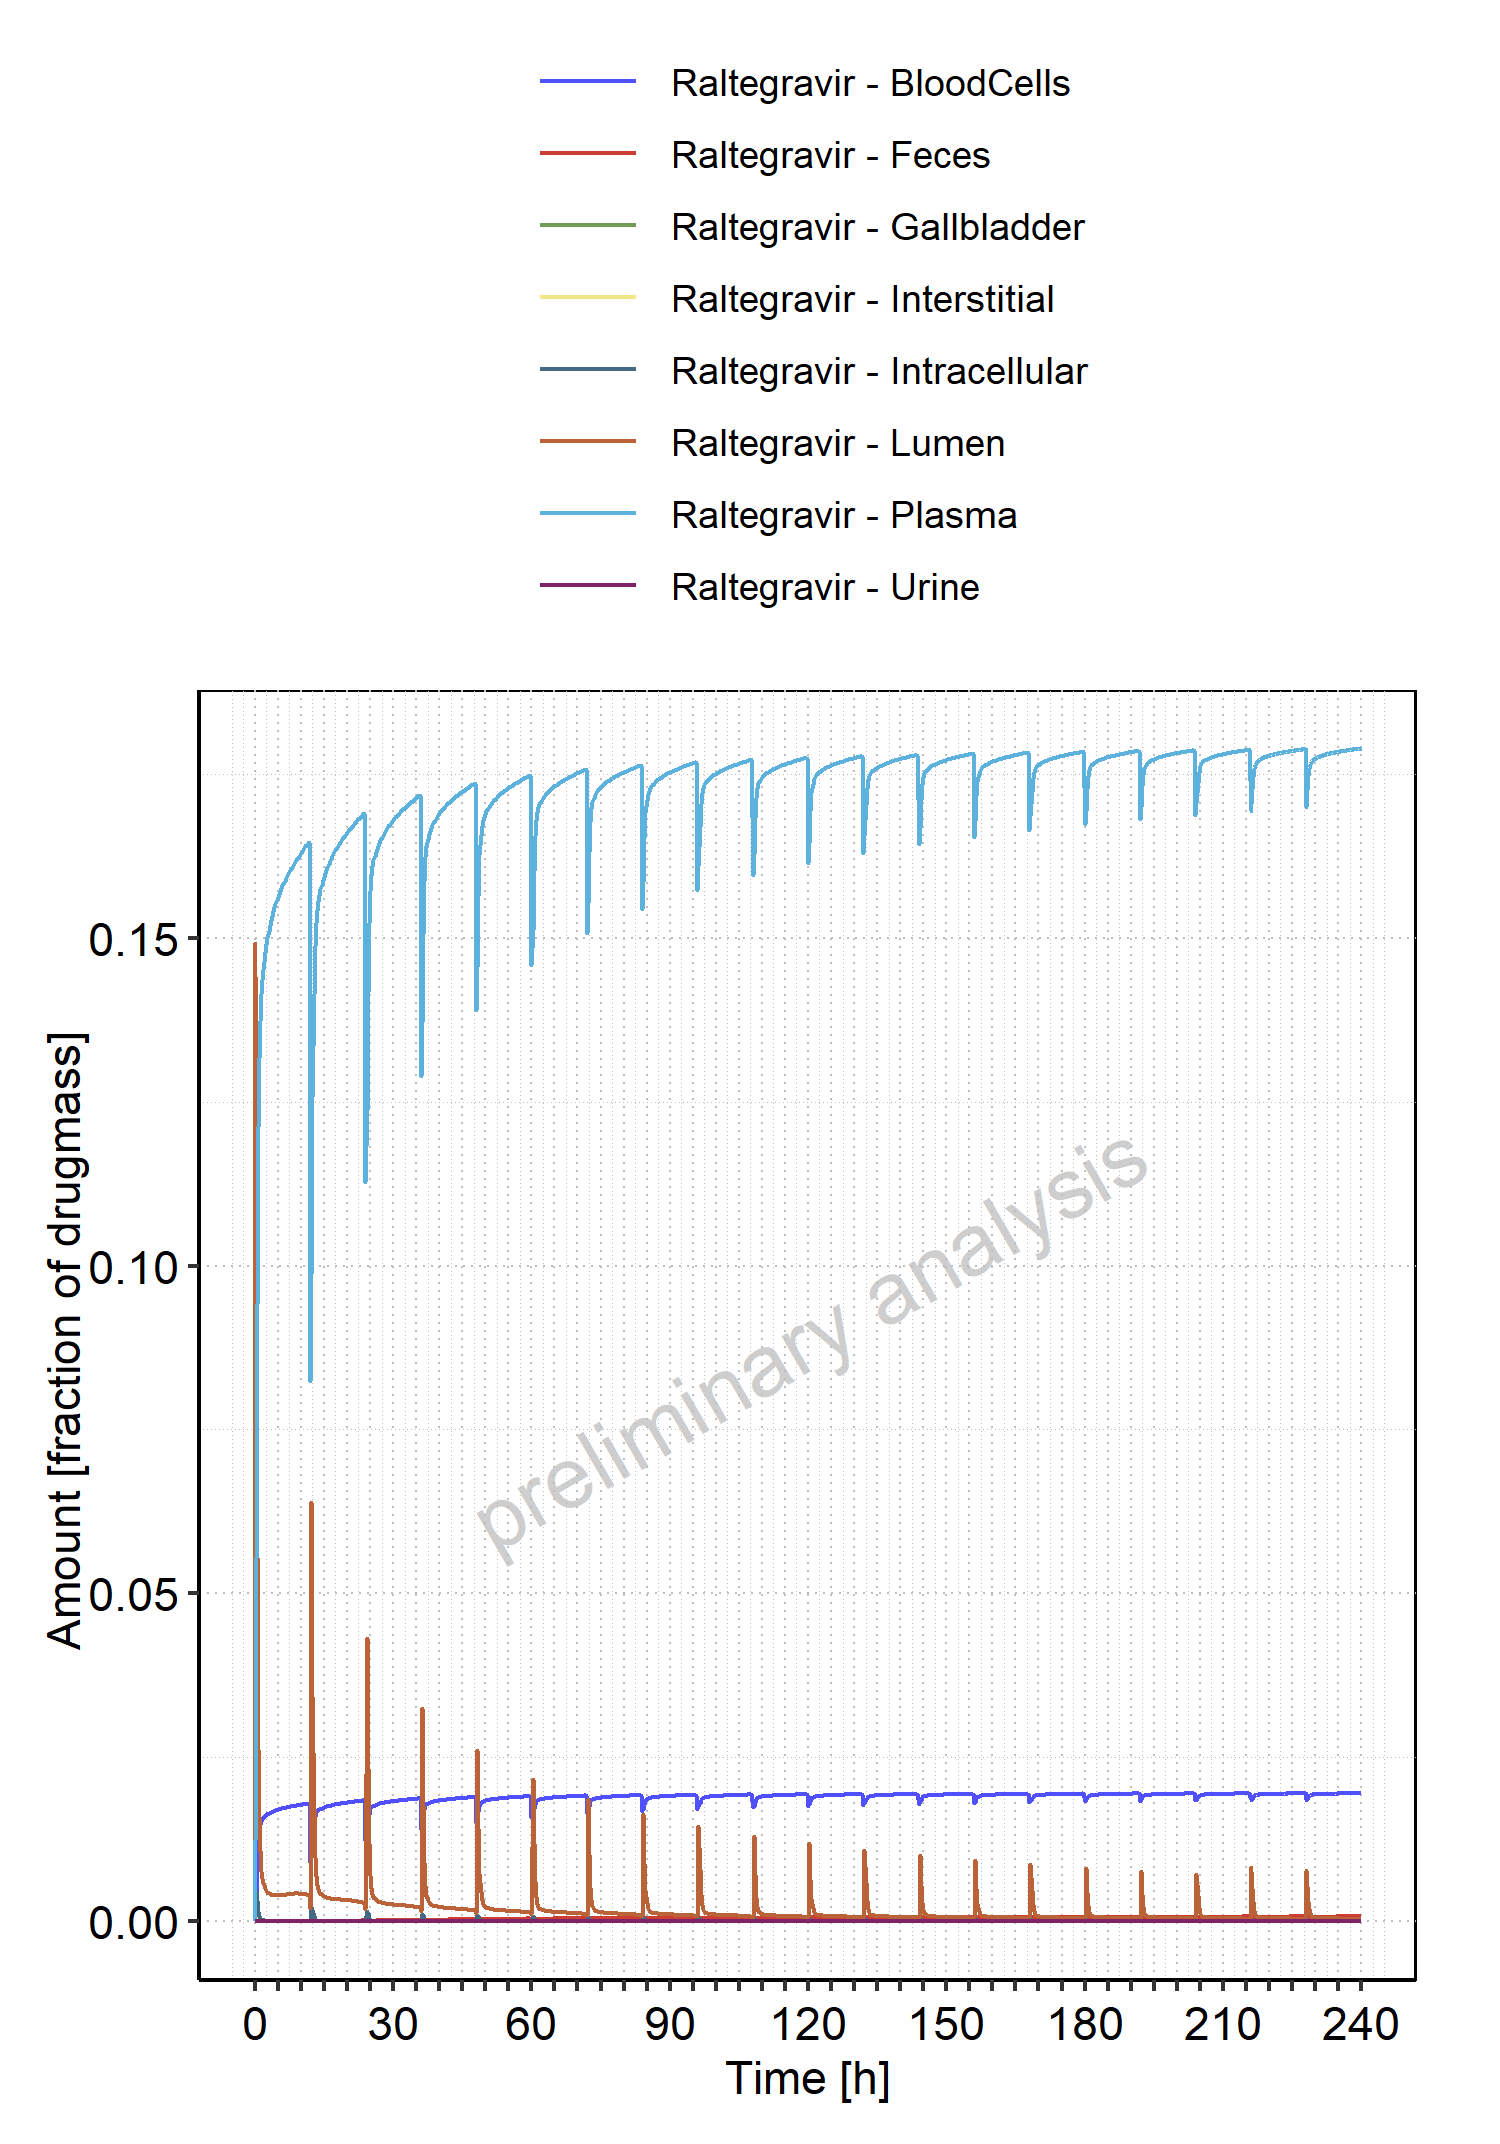 Raltegravir - BloodCells
Raltegravir - Feces
Raltegravir - Gallbladder
Raltegravir - Interstitial
Raltegravir - Intracellular
Raltegravir - Lumen
Raltegravir - Plasma
Raltegravir - Urine
Amount [fraction of drugmass]
0.15
0.10
0.05
0.00
preliminary analysis
0 30 60 90 120 150 180 210 240
Time [h]